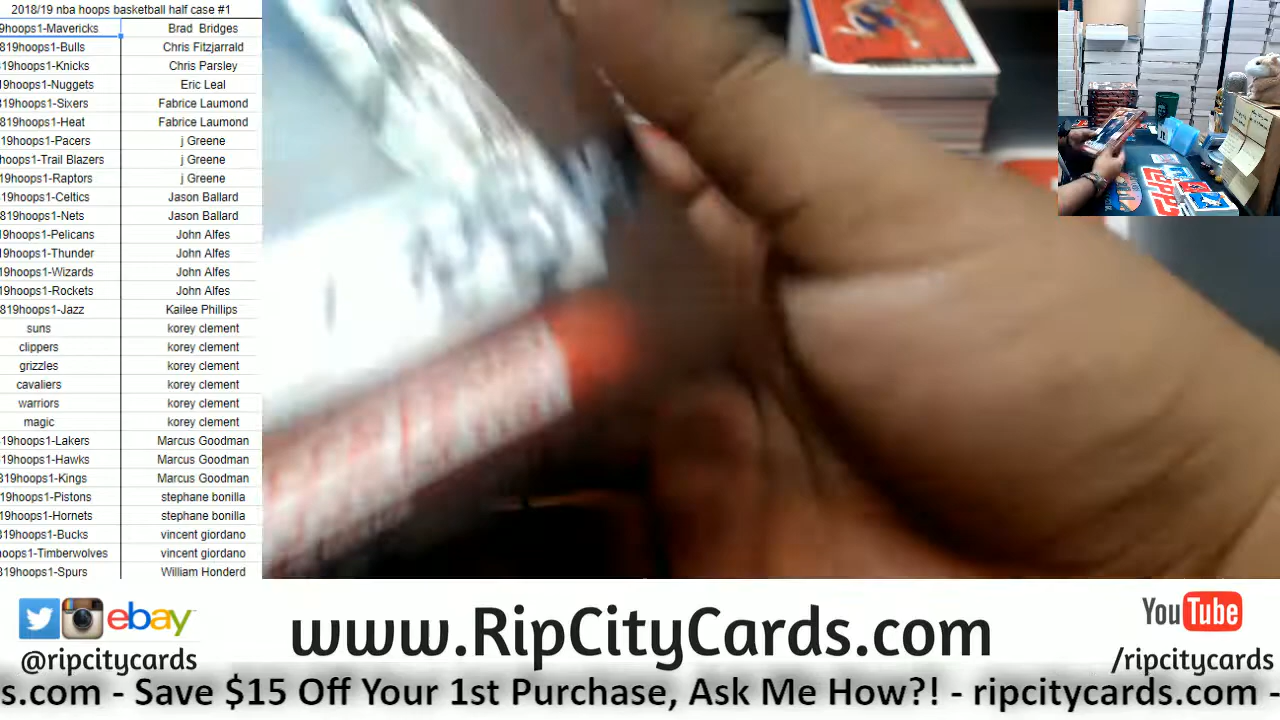 2018/19 nba hoops basketball half case #1
9hoops1-Mavericks Brad Bridges
819hoops1-Bulls Chris Fitzjarrald
19hoops1-Knicks Chris Parsley
19hoops1-Nuggets Eric Leal
819hoops1-Sixers Fabrice Laumond
819hoops1-Heat Fabrice Laumond
19hoops1-Pacers j Greene
hoops1-Trail Blazers j Greene
19hoops1-Raptors j Greene
19hoops1-Celtics Jason Ballard
819hoops1-Nets Jason Ballard
19hoops1-Pelicans John Alfes
19hoops1-Thunder John Alfes
19hoops1-Wizards John Alfes
19hoops1-Rockets John Alfes
819hoops1-Jazz Kailee Phillips
suns korey clement
clippers korey clement
grizzles korey clement
cavaliers korey clement
warriors korey clement
magic korey clement
19hoops1-Lakers Marcus Goodman
19hoops1-Hawks Marcus Goodman
819hoops1-Kings Marcus Goodman
19hoops1-Pistons stephane bonilla
19hoops1-Hornets stephane bonilla
819hoops1-Bucks vincent giordano
hoops1-Timberwolves vincent giordano
819hoops1-Spurs William Honderd
TOPPS
ebay
@ripcitycards
www.RipCityCards.com
YouTube
/ripcitycards
s.com - Save $15 Off Your 1st Purchase, Ask Me How?! - ripcitycards.com -